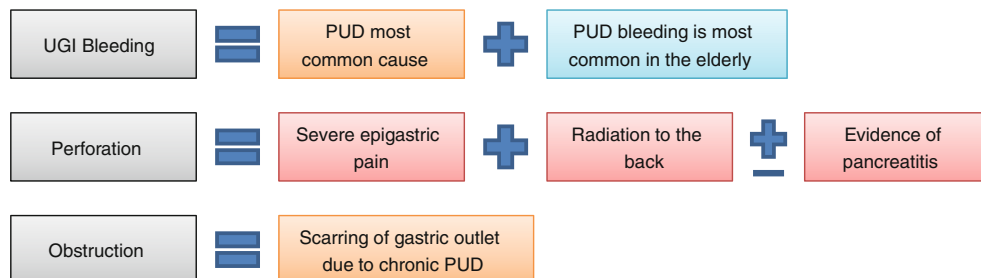 UGI Bleeding
PUD most
common cause
PUD bleeding is most
common in the elderly
Perforation
Severe epigastric
pain
Radiation to the
back
Evidence of
pancreatitis
Obstruction
Scarring of gastric outlet
due to chronic PUD